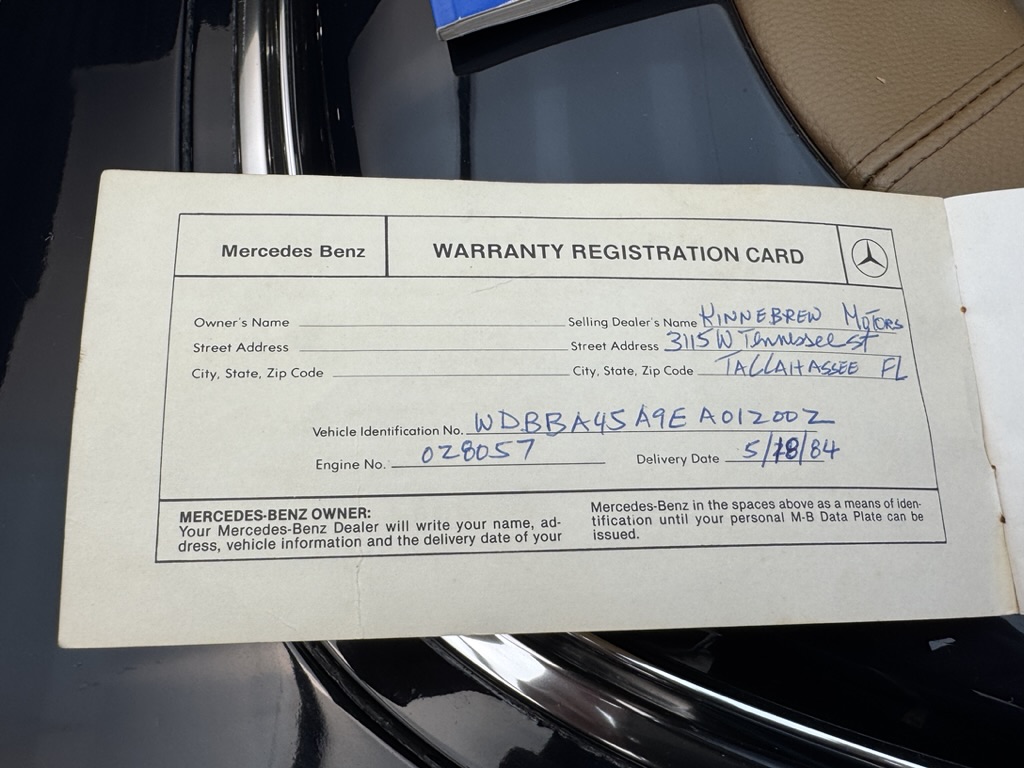 Mercedes Benz
WARRANTY REGISTRATION CARD
Owner's Name
Street Address
City, State, Zip Code
Selling Dealer's Name KINNEBREW MOTORS
Street Address 3115 W Tennessee St
City, State, Zip Code TALLAHASSEE FL
Vehicle Identification No. WDBBA45A9EA012002
Engine No. 028057
Delivery Date 5/18/84
MERCEDES-BENZ OWNER:
Your Mercedes-Benz Dealer will write your name, ad-
dress, vehicle information and the delivery date of your
Mercedes-Benz in the spaces above as a means of iden-
tification until your personal M-B Data Plate can be
issued.